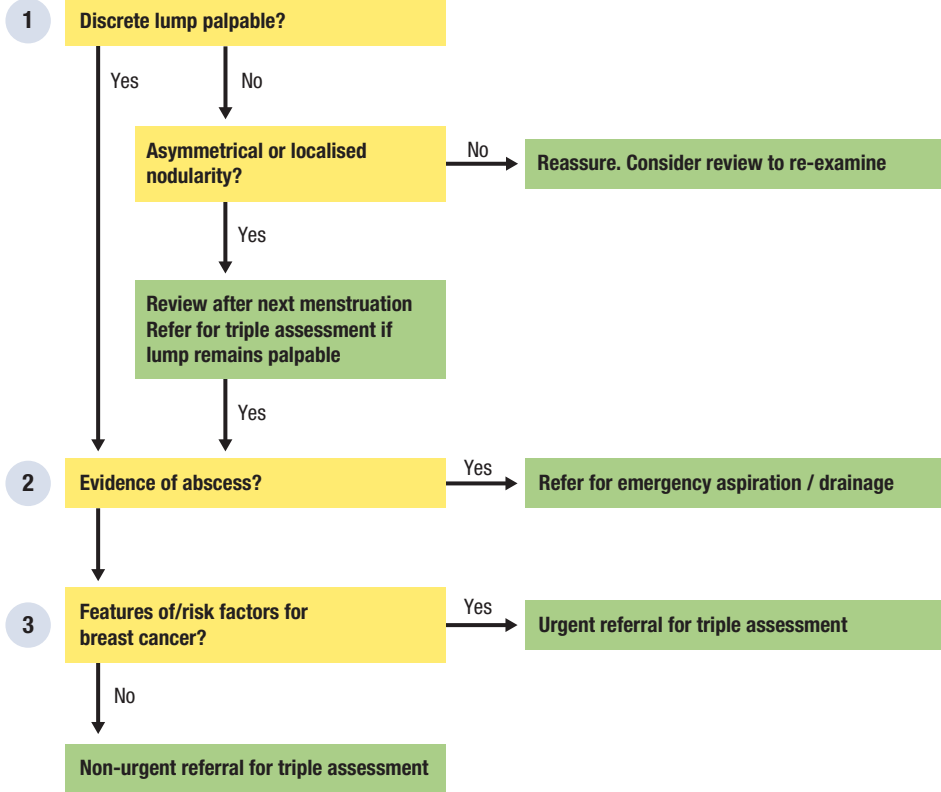 1
Discrete lump palpable?
Yes
No
Asymmetrical or localised
nodularity?
No
Reassure. Consider review to re-examine
Yes
Review after next menstruation
Refer for triple assessment if
lump remains palpable
Yes
2
Evidence of abscess?
Yes
Refer for emergency aspiration / drainage
3
Features of/risk factors for
breast cancer?
Yes
Urgent referral for triple assessment
No
Non-urgent referral for triple assessment